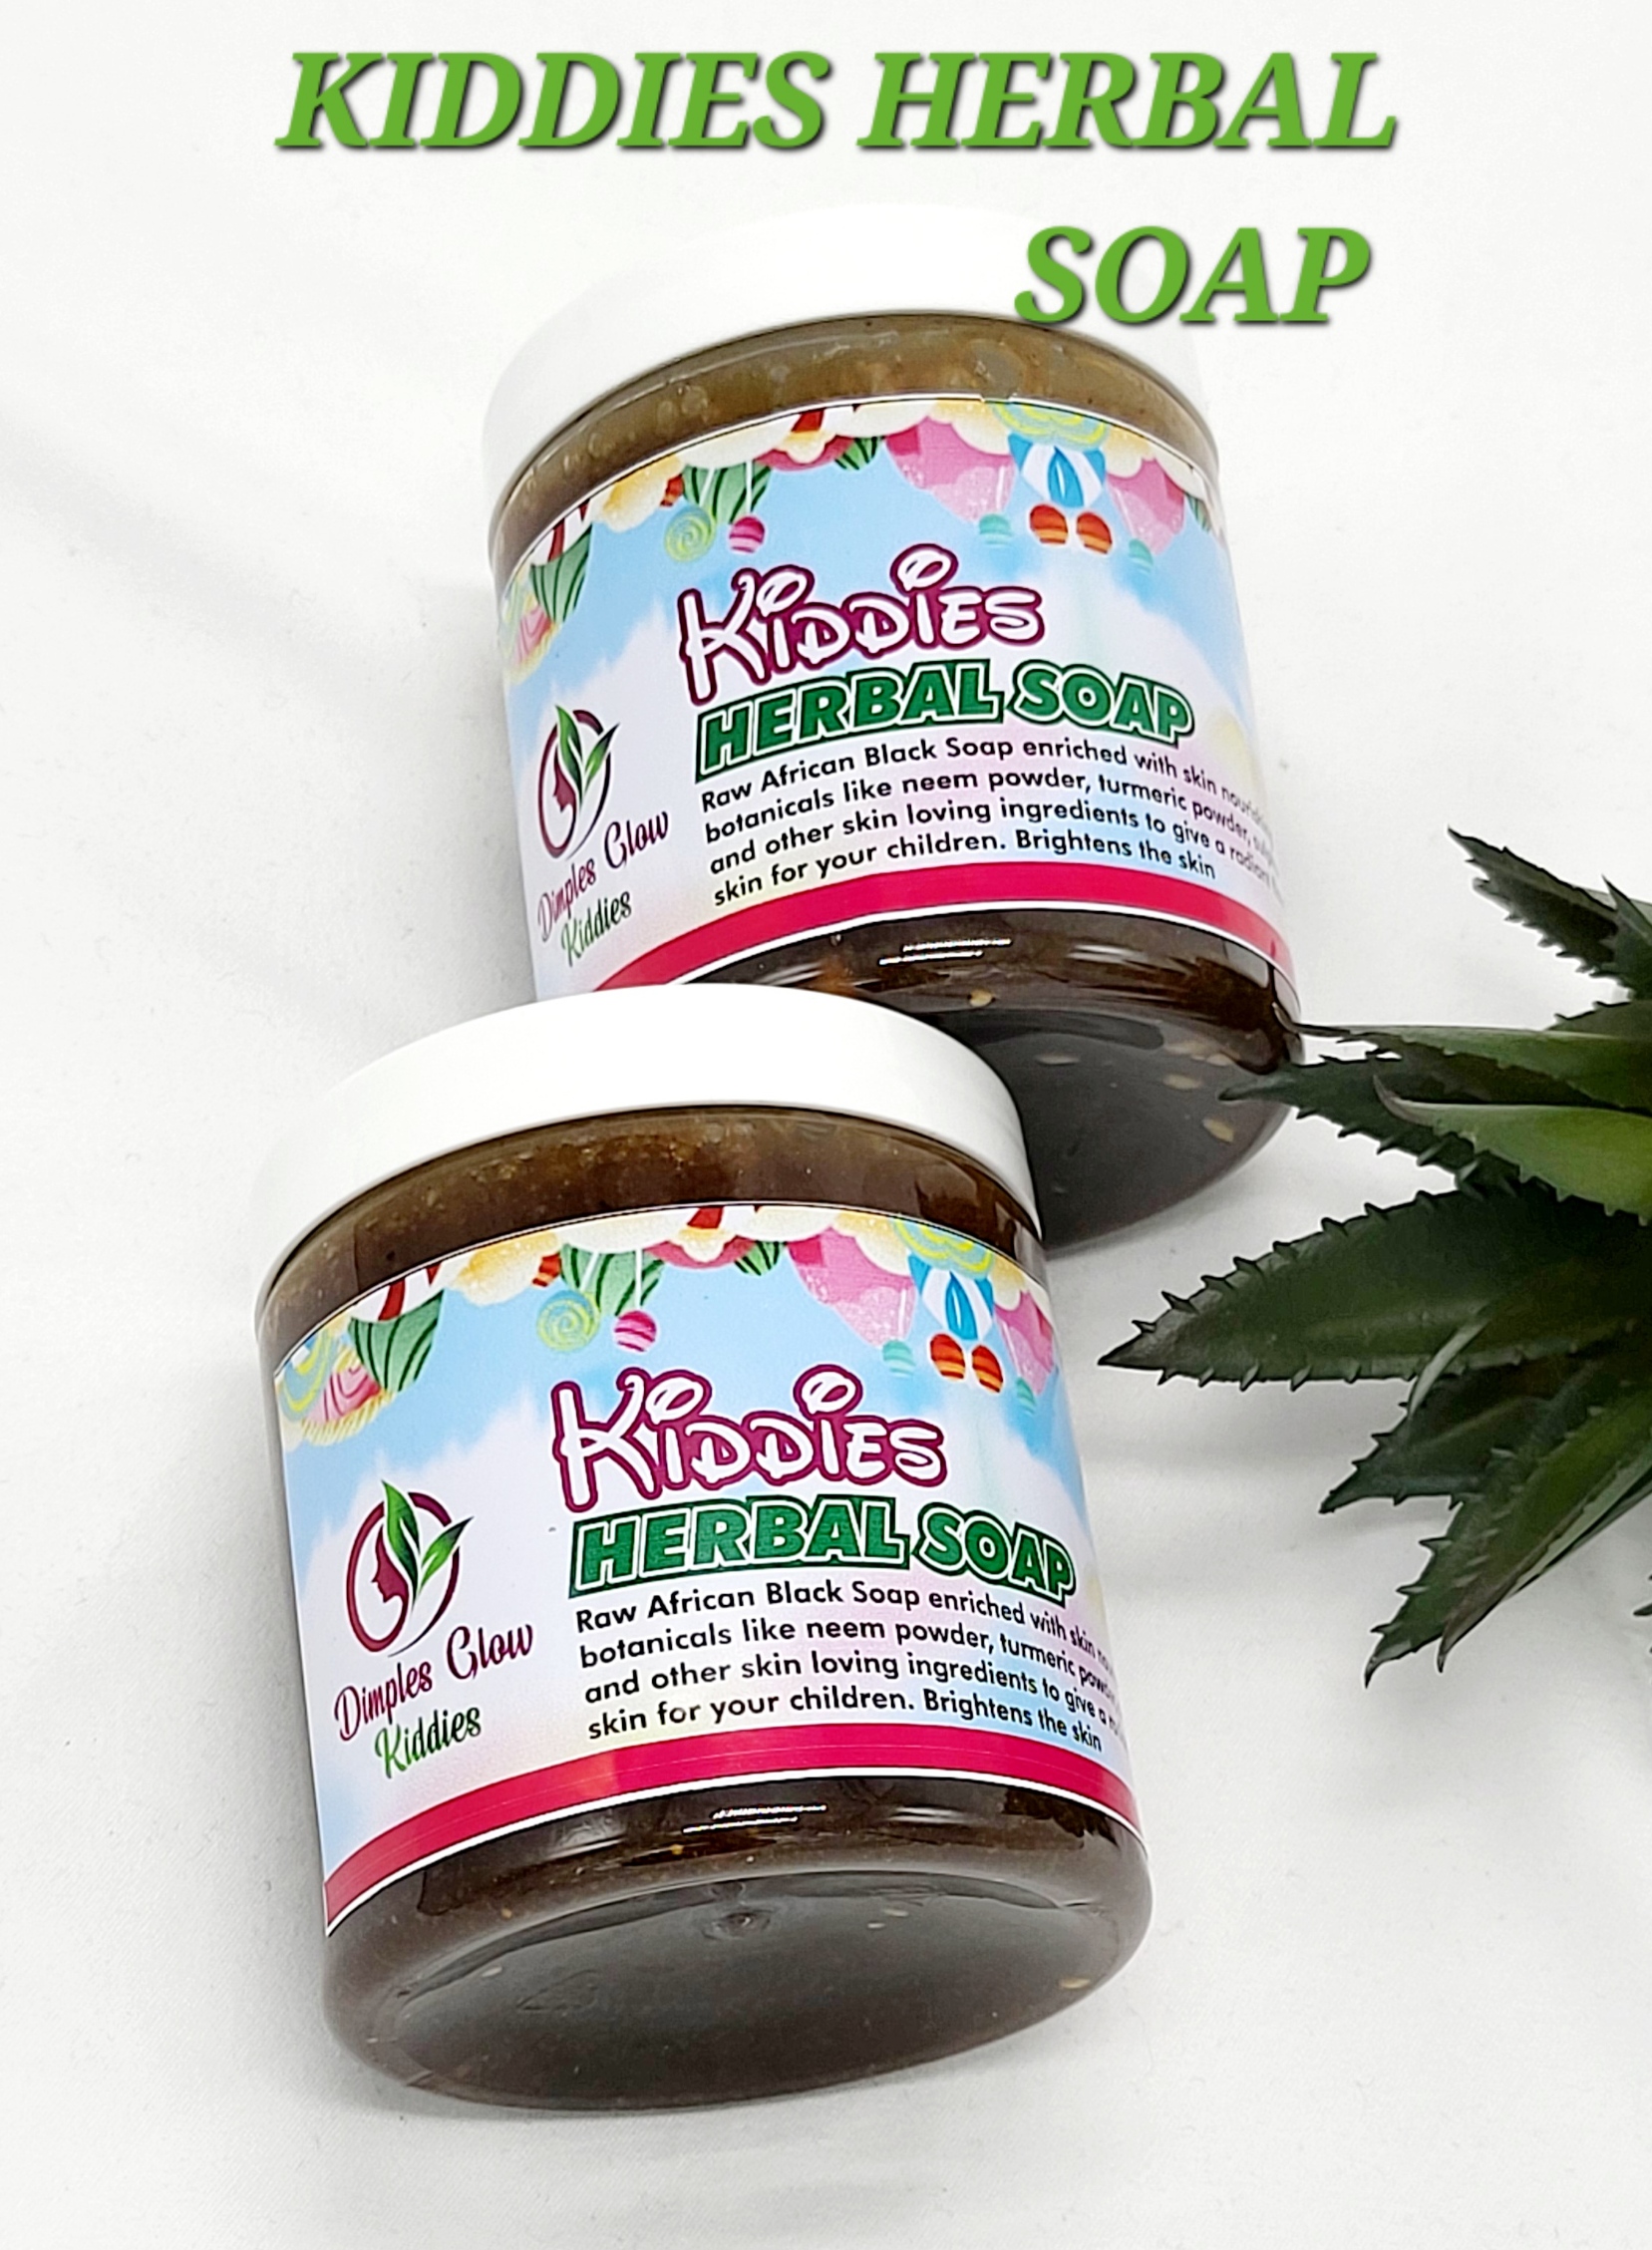 KIDDIES HERBAL
SOAP
Kiddies
HERBAL SOAP
Raw African Black Soap enriched with skin
botanicals like neem powder, turmeric powder,
and other skin loving ingredients to give a radiant
skin for your children. Brightens the skin
Dimples Glow
Kiddies
Kiddies
HERBAL SOAP
Raw African Black Soap enriched with skin
botanicals like neem powder, turmeric
and other skin loving ingredients to give a
skin for your children. Brightens the skin
Dimples Glow
Kiddies